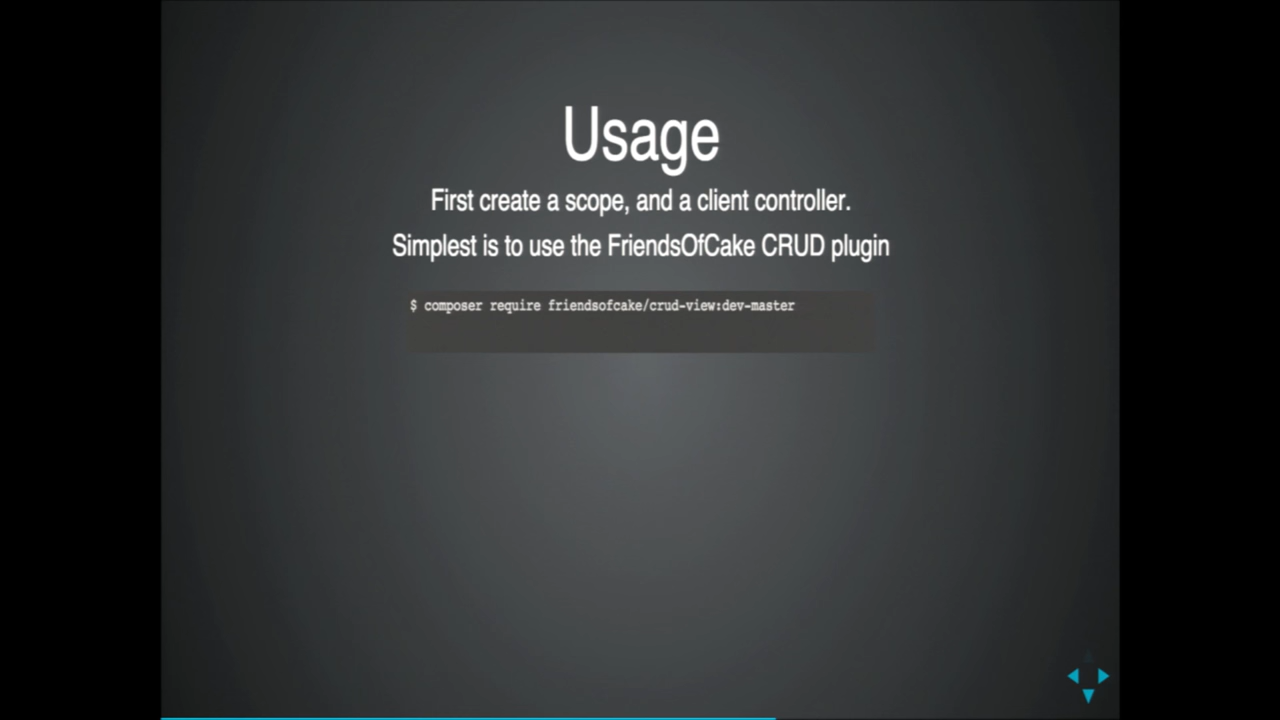 Usage
First create a scope, and a client controller.
Simplest is to use the FriendsOfCake CRUD plugin
$ composer require friendsofcake/crud-view:dev-master